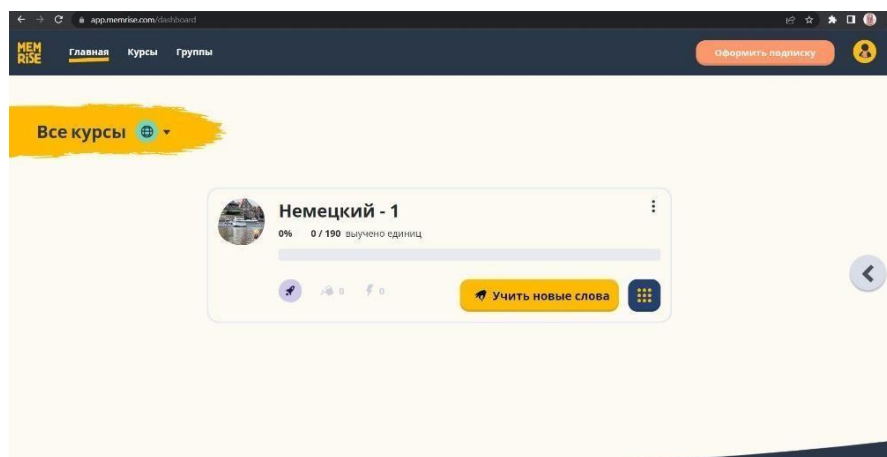 app.memrise.com/dashboard
MEM
RiSE
Главная Курсы Группы Оформить подписку
Все курсы
Немецкий - 1
0% 0 / 190 выучено единиц
0 0 Учить новые слова